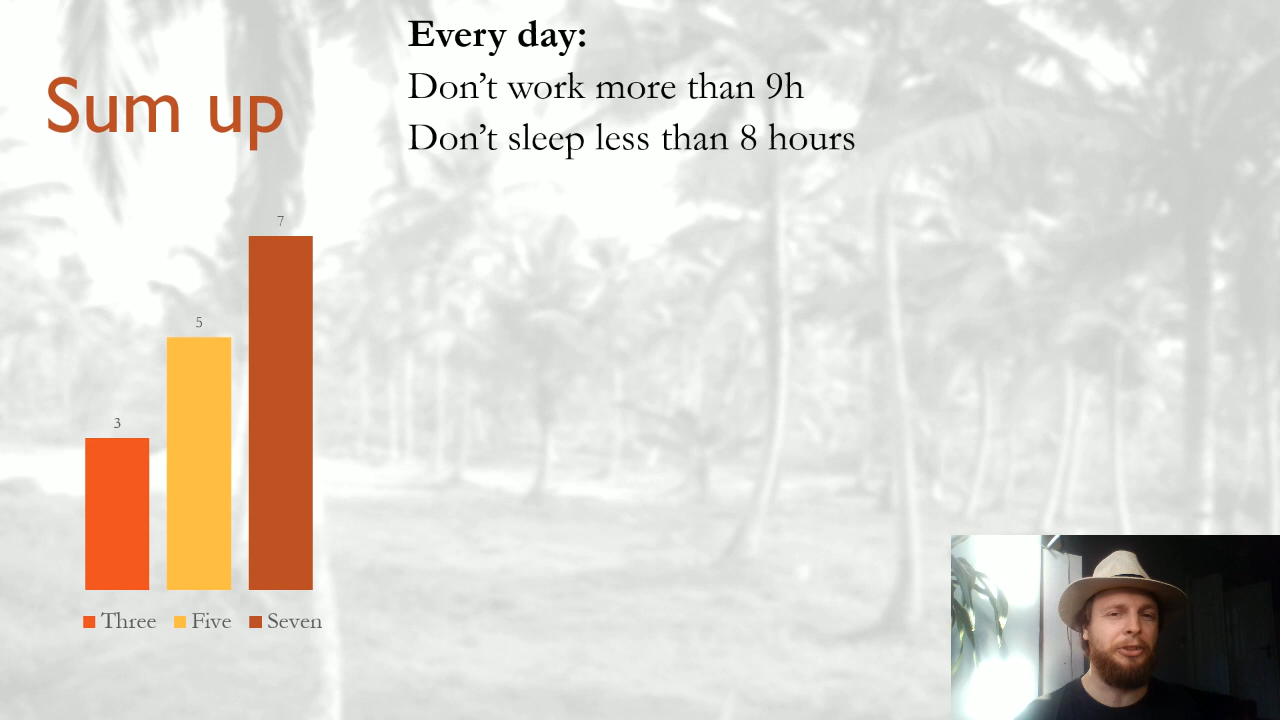 Sum up
Every day:
Don’t work more than 9h
Don’t sleep less than 8 hours
7
5
3
Three Five Seven